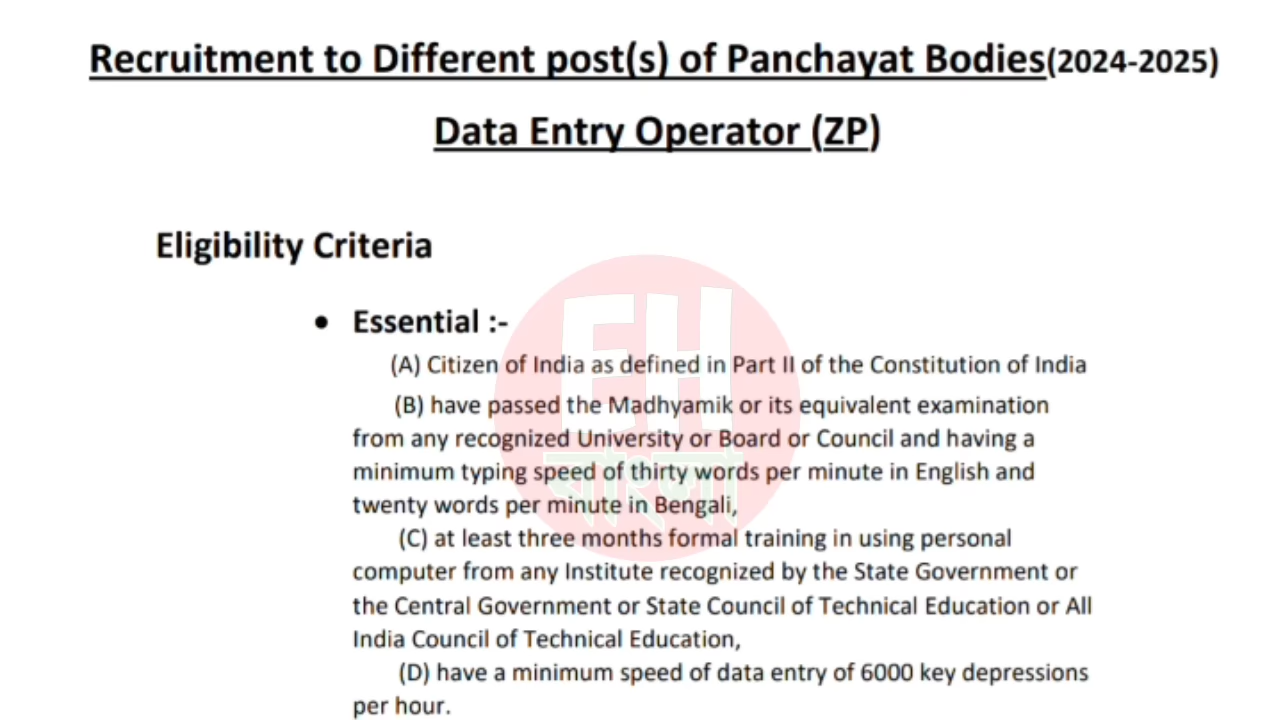 Recruitment to Different post(s) of Panchayat Bodies(2024-2025)
Data Entry Operator (ZP)
Eligibility Criteria
• Essential :-
(A) Citizen of India as defined in Part II of the Constitution of India
(B) have passed the Madhyamik or its equivalent examination
from any recognized University or Board or Council and having a
minimum typing speed of thirty words per minute in English and
twenty words per minute in Bengali,
(C) at least three months formal training in using personal
computer from any Institute recognized by the State Government or
the Central Government or State Council of Technical Education or All
India Council of Technical Education,
(D) have a minimum speed of data entry of 6000 key depressions
per hour.
EH
বাংলা